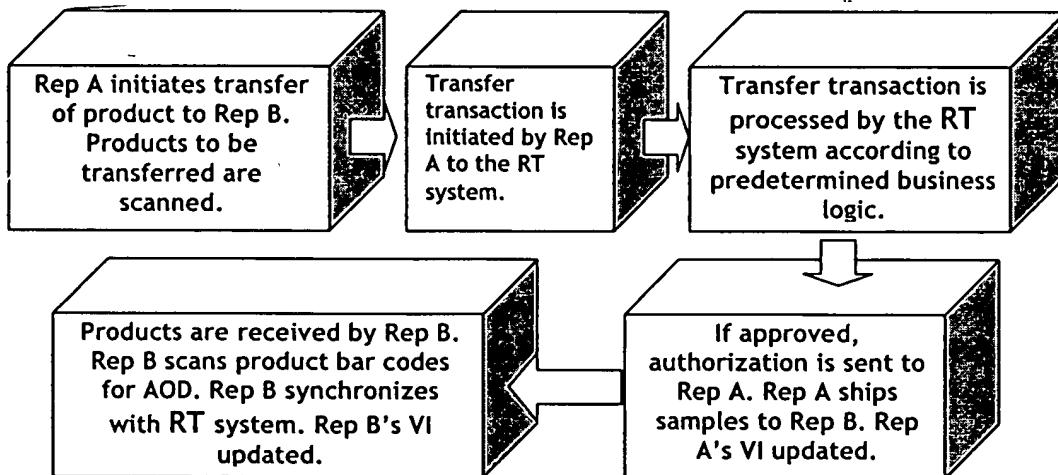 Rep A initiates transfer
of product to Rep B.
Products to be
transferred are
scanned.
Transfer
transaction is
initiated by Rep
A to the RT
system.
Transfer transaction is
processed by the RT
system according to
predetermined business
logic.
If approved,
authorization is sent to
Rep A. Rep A ships
samples to Rep B. Rep
A's VI updated.
Products are received by Rep B.
Rep B scans product bar codes
for AOD. Rep B synchronizes
with RT system. Rep B's VI
updated.